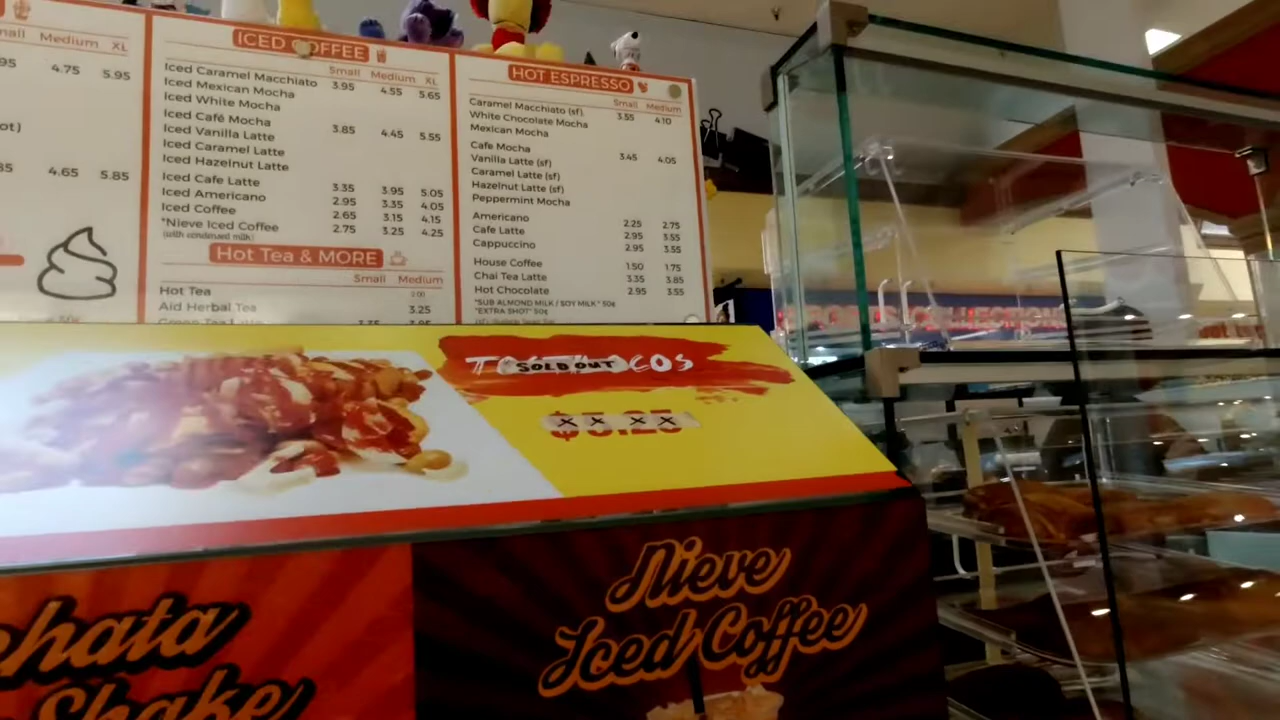 Medium XL
4.75 5.95
4.65 5.85
ICED COFFEE
Small Medium XL
Iced Caramel Macchiato 3.95 4.55 5.65
Iced Mexican Mocha
Iced White Mocha
Iced Café Mocha
Iced Vanilla Latte 3.85 4.45 5.55
Iced Caramel Latte
Iced Hazelnut Latte
Iced Cafe Latte 3.35 3.95 5.05
Iced Americano 2.95 3.35 4.05
Iced Coffee 2.65 3.15 4.15
*Nieve Iced Coffee 2.75 3.25 4.25
(with condensed milk)
Hot Tea & MORE
Small Medium
Hot Tea
Aid Herbal Tea 3.25
HOT ESPRESSO
Small Medium
Caramel Macchiato (sf) 3.55 4.10
White Chocolate Mocha
Mexican Mocha
Cafe Mocha
Vanilla Latte (sf) 3.45 4.05
Caramel Latte (sf)
Hazelnut Latte (sf)
Peppermint Mocha
Americano 2.25 2.75
Cafe Latte 2.95 3.55
Cappuccino 2.95 3.55
House Coffee 1.50 1.75
Chai Tea Latte 3.35 3.85
Hot Chocolate 2.95 3.55
*SUB ALMOND MILK / SOY MILK* 50¢
*EXTRA SHOT* 50¢
SOLD OUT
Nieve
Iced Coffee
Shake